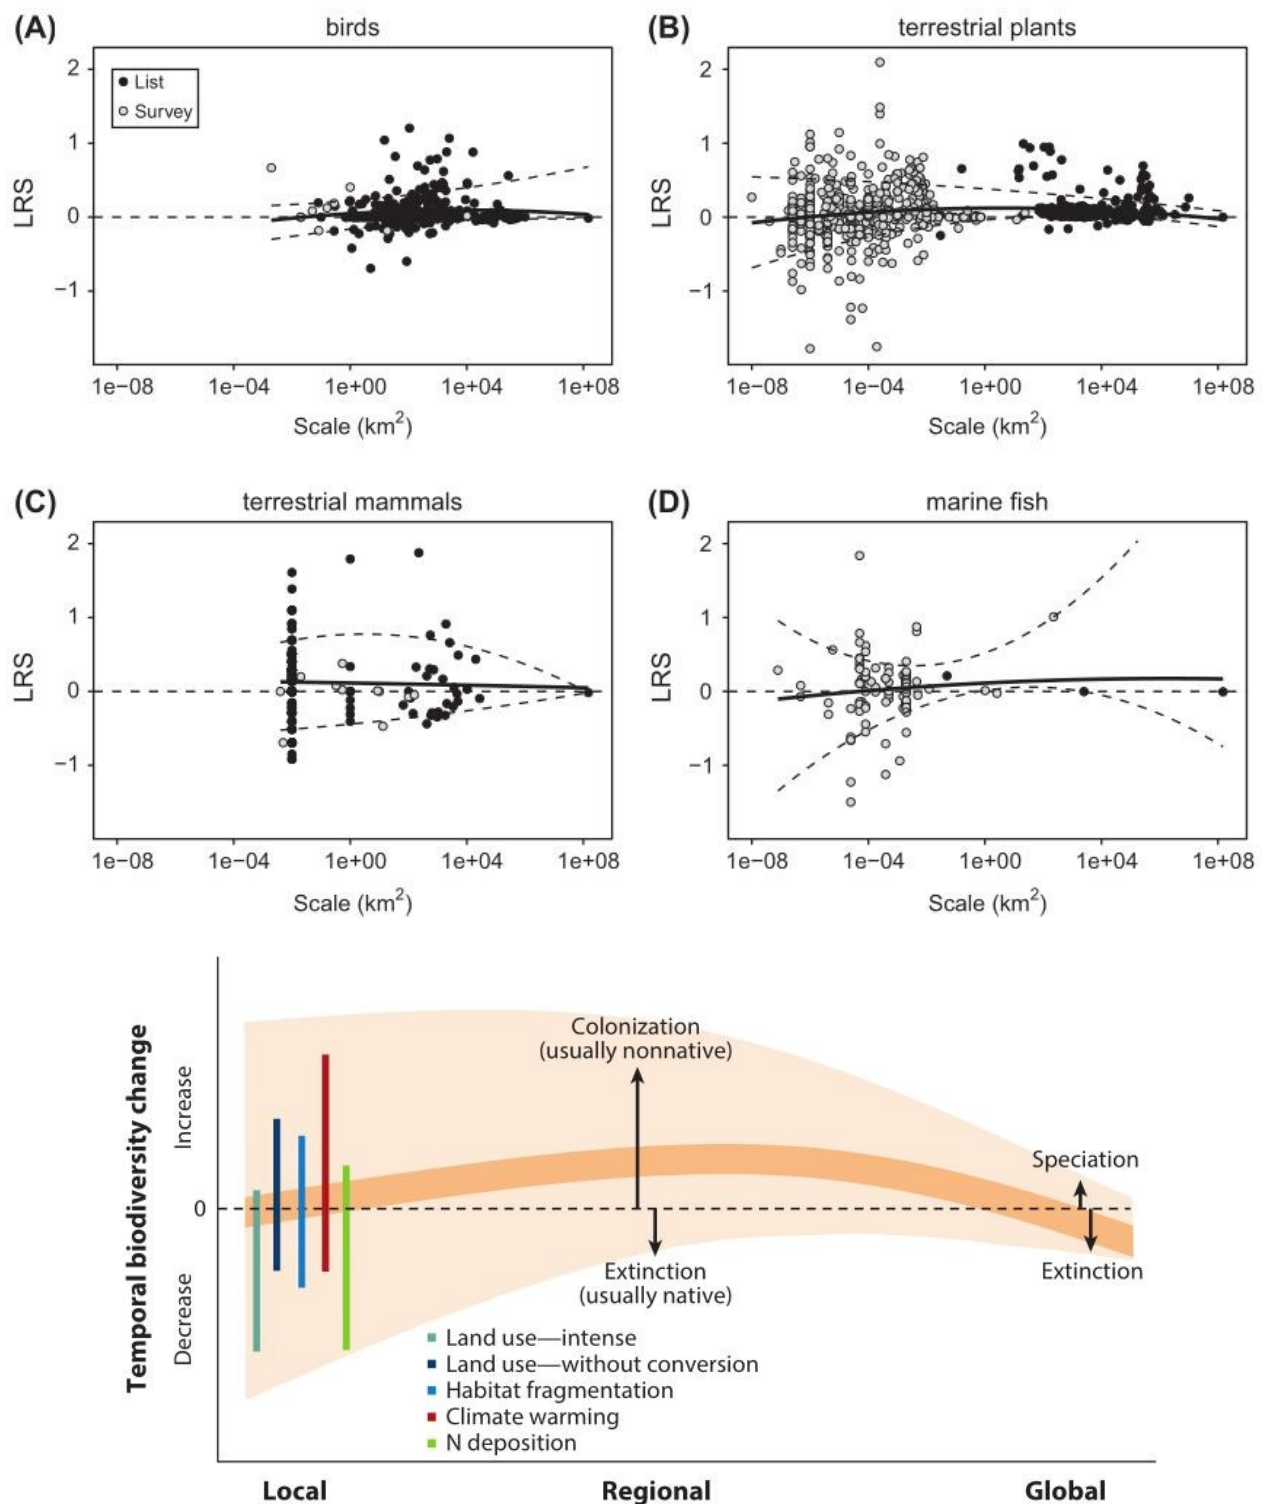 (A)
birds
List
Survey
LRS
2
1
0
−1
1e−08 1e−04 1e+00 1e+04 1e+08
Scale (km²)
(B)
terrestrial plants
LRS
2
1
0
−1
1e−08 1e−04 1e+00 1e+04 1e+08
Scale (km²)
(C)
terrestrial mammals
LRS
2
1
0
−1
1e−08 1e−04 1e+00 1e+04 1e+08
Scale (km²)
(D)
marine fish
LRS
2
1
0
−1
1e−08 1e−04 1e+00 1e+04 1e+08
Scale (km²)
Temporal biodiversity change
Increase
0
Decrease
Colonization
(usually nonnative)
Extinction
(usually native)
Speciation
Extinction
Land use—intense
Land use—without conversion
Habitat fragmentation
Climate warming
N deposition
Local Regional Global